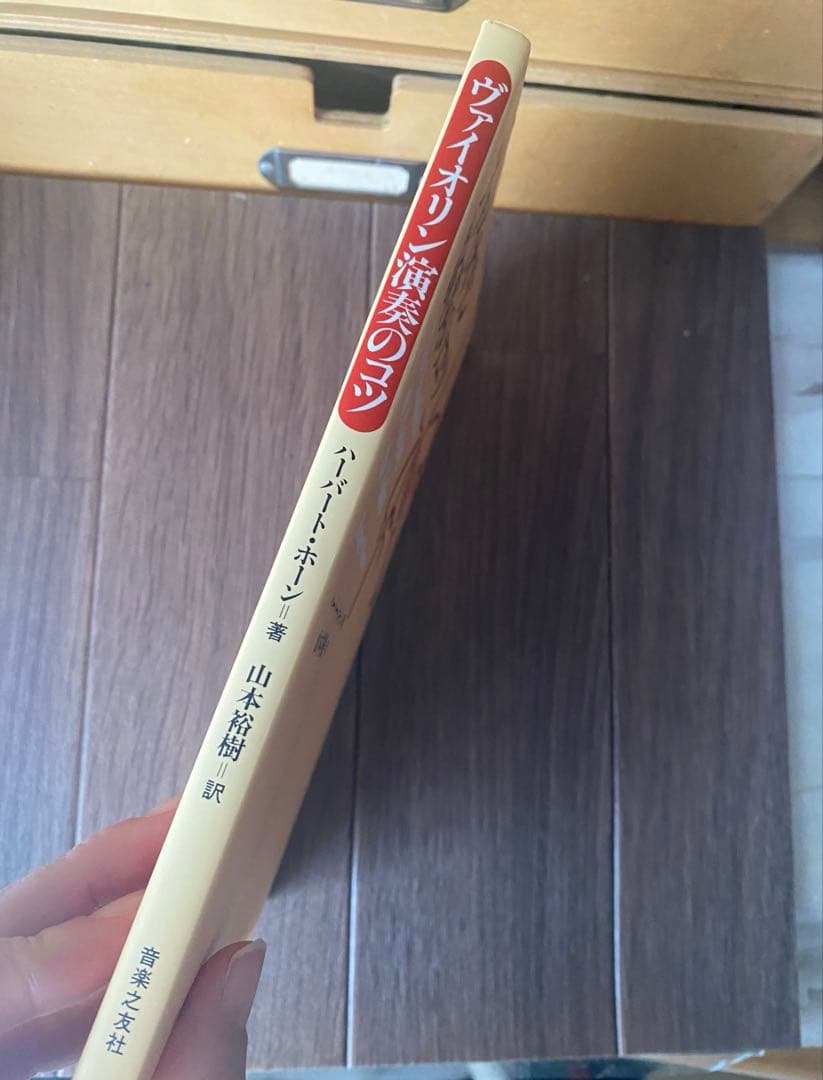 ヴァイオリン演奏のコツ
ハーバート・ホーン=著
山本裕樹=訳
音楽之友社